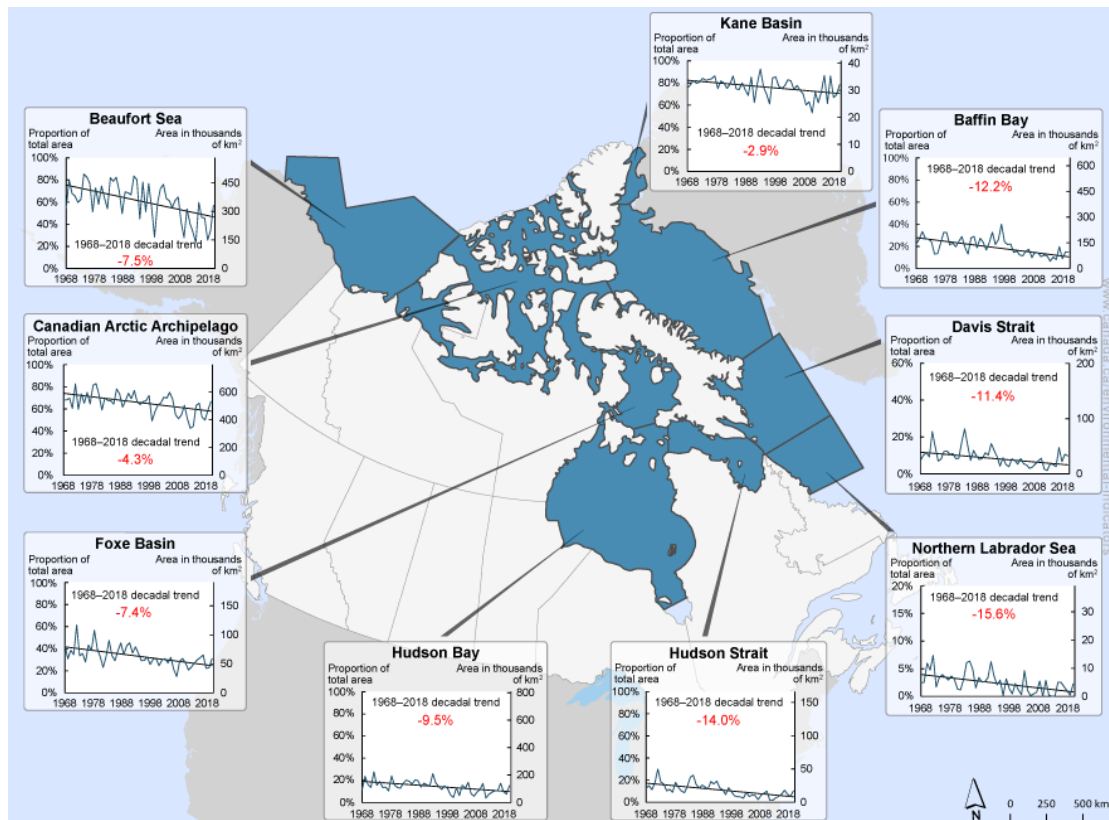 Kane Basin
Proportion of total area
Area in thousands of km²
100%
80%
60%
40%
20%
0%
40
30
20
10
0
1968–2018 decadal trend
-2.9%
1968 1978 1988 1998 2008 2018
Beaufort Sea
Proportion of total area
Area in thousands of km²
100%
80%
60%
40%
20%
0%
450
300
150
0
1968–2018 decadal trend
-7.5%
1968 1978 1988 1998 2008 2018
Baffin Bay
Proportion of total area
Area in thousands of km²
100%
80%
60%
40%
20%
0%
600
450
300
150
0
1968–2018 decadal trend
-12.2%
1968 1978 1988 1998 2008 2018
Canadian Arctic Archipelago
Proportion of total area
Area in thousands of km²
100%
80%
60%
40%
20%
0%
600
400
200
0
1968–2018 decadal trend
-4.3%
1968 1978 1988 1998 2008 2018
Davis Strait
Proportion of total area
Area in thousands of km²
60%
40%
20%
0%
200
100
0
1968–2018 decadal trend
-11.4%
1968 1978 1988 1998 2008 2018
Foxe Basin
Proportion of total area
Area in thousands of km²
100%
80%
60%
40%
20%
0%
150
100
50
0
1968–2018 decadal trend
-7.4%
1968 1978 1988 1998 2008 2018
Northern Labrador Sea
Proportion of total area
Area in thousands of km²
20%
15%
10%
5%
0%
30
20
10
0
1968–2018 decadal trend
-15.6%
1968 1978 1988 1998 2008 2018
Hudson Bay
Proportion of total area
Area in thousands of km²
100%
80%
60%
40%
20%
0%
800
600
400
200
0
1968–2018 decadal trend
-9.5%
1968 1978 1988 1998 2008 2018
Hudson Strait
Proportion of total area
Area in thousands of km²
100%
80%
60%
40%
20%
0%
150
100
50
0
1968–2018 decadal trend
-14.0%
1968 1978 1988 1998 2008 2018
N
0 250 500 km